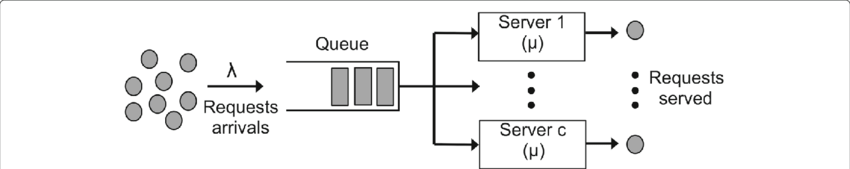 λ
Requests
arrivals
Queue
Server 1
(μ)
Server c
(μ)
Requests
served